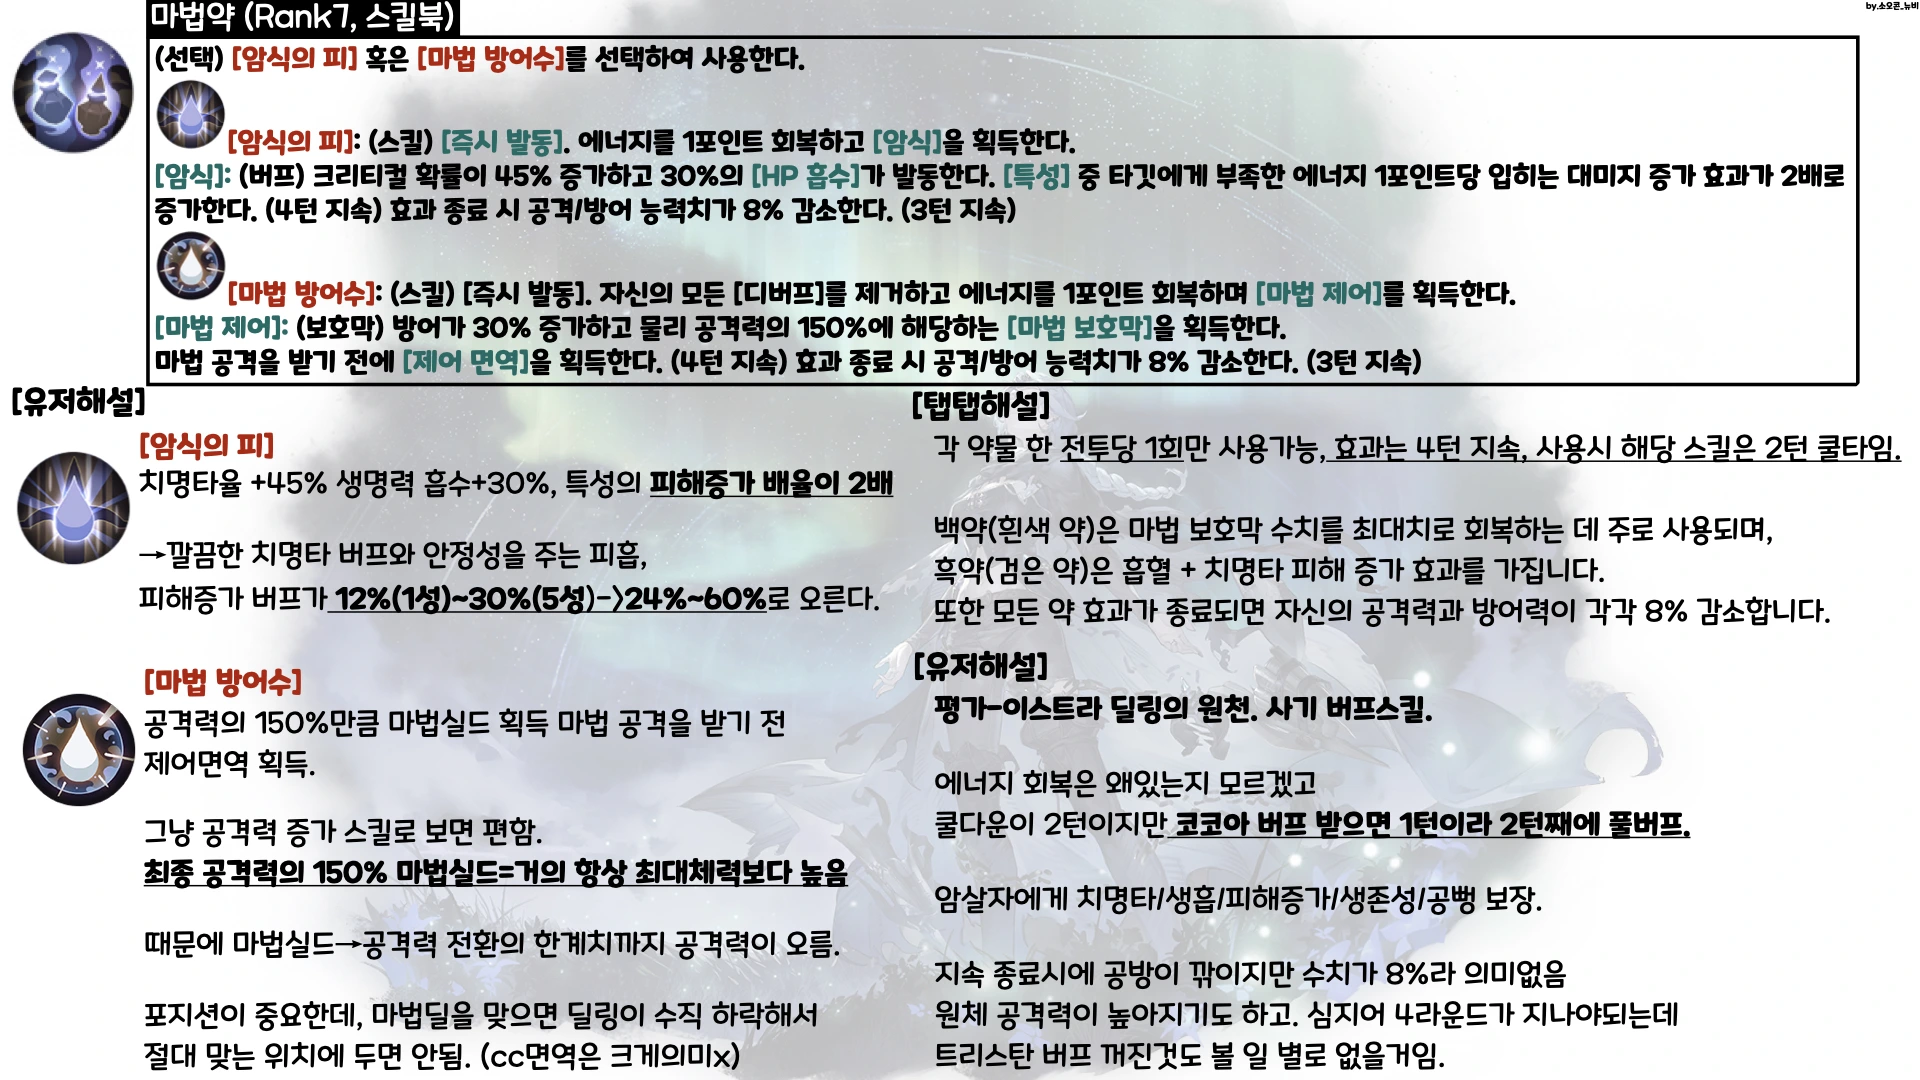 by.소오콘_뉴비
마법약 (Rank7, 스킬북)
(선택) [암식의 피] 혹은 [마법 방어수]를 선택하여 사용한다.
[암식의 피]: (스킬) [즉시 발동]. 에너지를 1포인트 회복하고 [암식]을 획득한다.
[암식]: (버프) 크리티컬 확률이 45% 증가하고 30%의 [HP 흡수]가 발동한다. [특성] 중 타깃에게 부족한 에너지 1포인트당 입히는 대미지 증가 효과가 2배로
증가한다. (4턴 지속) 효과 종료 시 공격/방어 능력치가 8% 감소한다. (3턴 지속)
[마법 방어수]: (스킬) [즉시 발동]. 자신의 모든 [디버프]를 제거하고 에너지를 1포인트 회복하며 [마법 제어]를 획득한다.
[마법 제어]: (보호막) 방어가 30% 증가하고 물리 공격력의 150%에 해당하는 [마법 보호막]을 획득한다.
마법 공격을 받기 전에 [제어 면역]을 획득한다. (4턴 지속) 효과 종료 시 공격/방어 능력치가 8% 감소한다. (3턴 지속)
[유저해설]
[암식의 피]
치명타율 +45% 생명력 흡수+30%, 특성의 피해증가 배율이 2배
→깔끔한 치명타 버프와 안정성을 주는 피흡,
피해증가 버프가 12%(1성)~30%(5성)->24%~60%로 오른다.
[마법 방어수]
공격력의 150%만큼 마법실드 획득 마법 공격을 받기 전
제어면역 획득.
그냥 공격력 증가 스킬로 보면 편함.
최종 공격력의 150% 마법실드=거의 항상 최대체력보다 높음
때문에 마법실드→공격력 전환의 한계치까지 공격력이 오름.
포지션이 중요한데, 마법딜을 맞으면 딜링이 수직 하락해서
절대 맞는 위치에 두면 안됨. (cc면역은 크게의미x)
[탭탭해설]
각 약물 한 전투당 1회만 사용가능, 효과는 4턴 지속, 사용시 해당 스킬은 2턴 쿨타임.
백약(흰색 약)은 마법 보호막 수치를 최대치로 회복하는 데 주로 사용되며,
흑약(검은 약)은 흡혈 + 치명타 피해 증가 효과를 가집니다.
또한 모든 약 효과가 종료되면 자신의 공격력과 방어력이 각각 8% 감소합니다.
[유저해설]
평가-이스트라 딜링의 원천. 사기 버프스킬.
에너지 회복은 왜있는지 모르겠고
쿨다운이 2턴이지만 코코아 버프 받으면 1턴이라 2턴째에 풀버프.
암살자에게 치명타/생흡/피해증가/생존성/공뻥 보장.
지속 종료시에 공방이 깎이지만 수치가 8%라 의미없음
원체 공격력이 높아지기도 하고. 심지어 4라운드가 지나야되는데
트리스탄 버프 꺼진것도 볼 일 별로 없을거임.